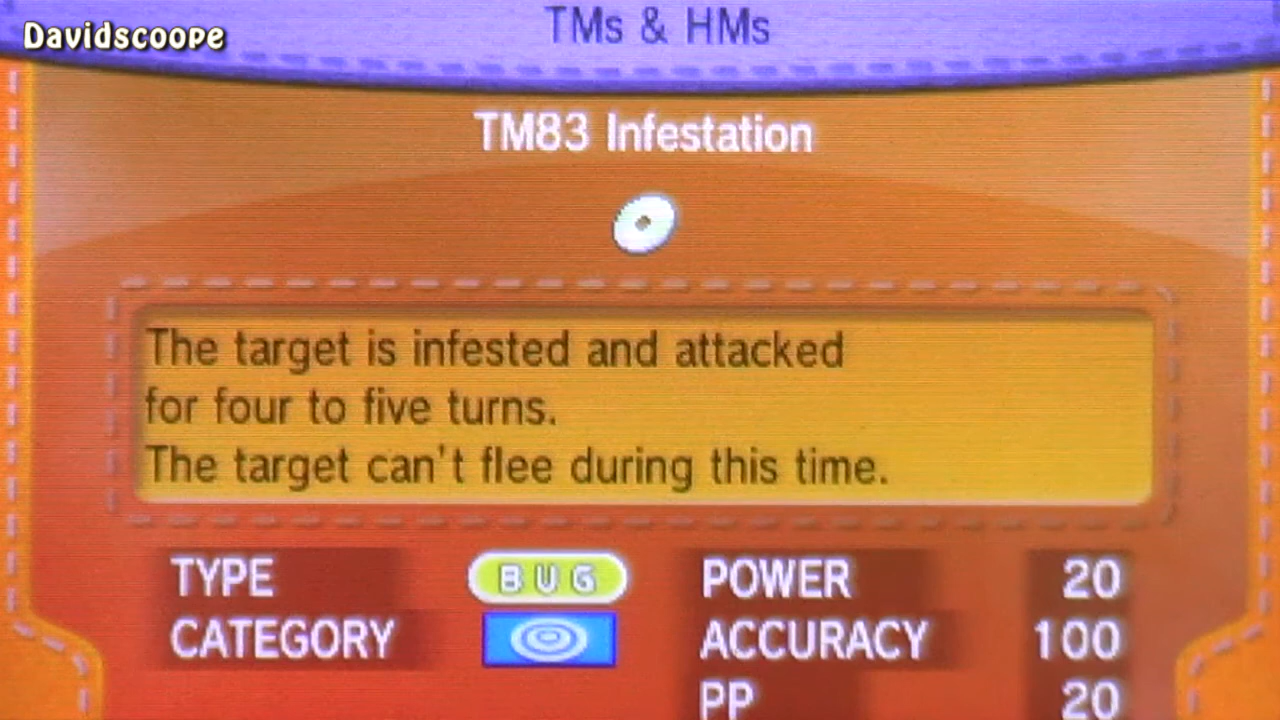 Davidscoope
TMs & HMs
TM83 Infestation
The target is infested and attacked
for four to five turns.
The target can't flee during this time.
TYPE BUG POWER 20
CATEGORY ACCURACY 100
PP 20